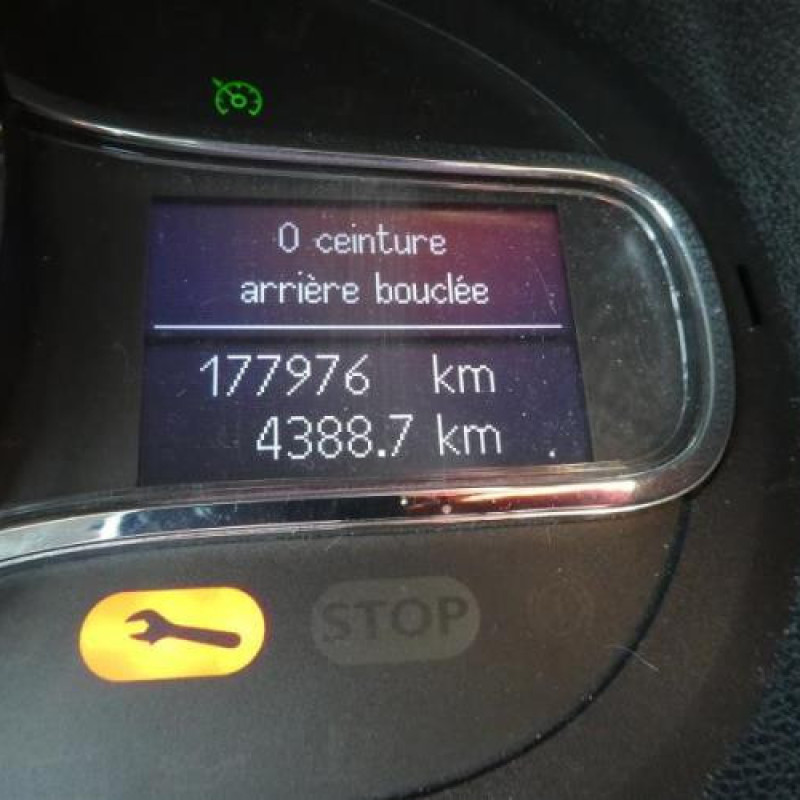 0 ceinture
arrière bouclée
177976 km
4388.7 km
STOP